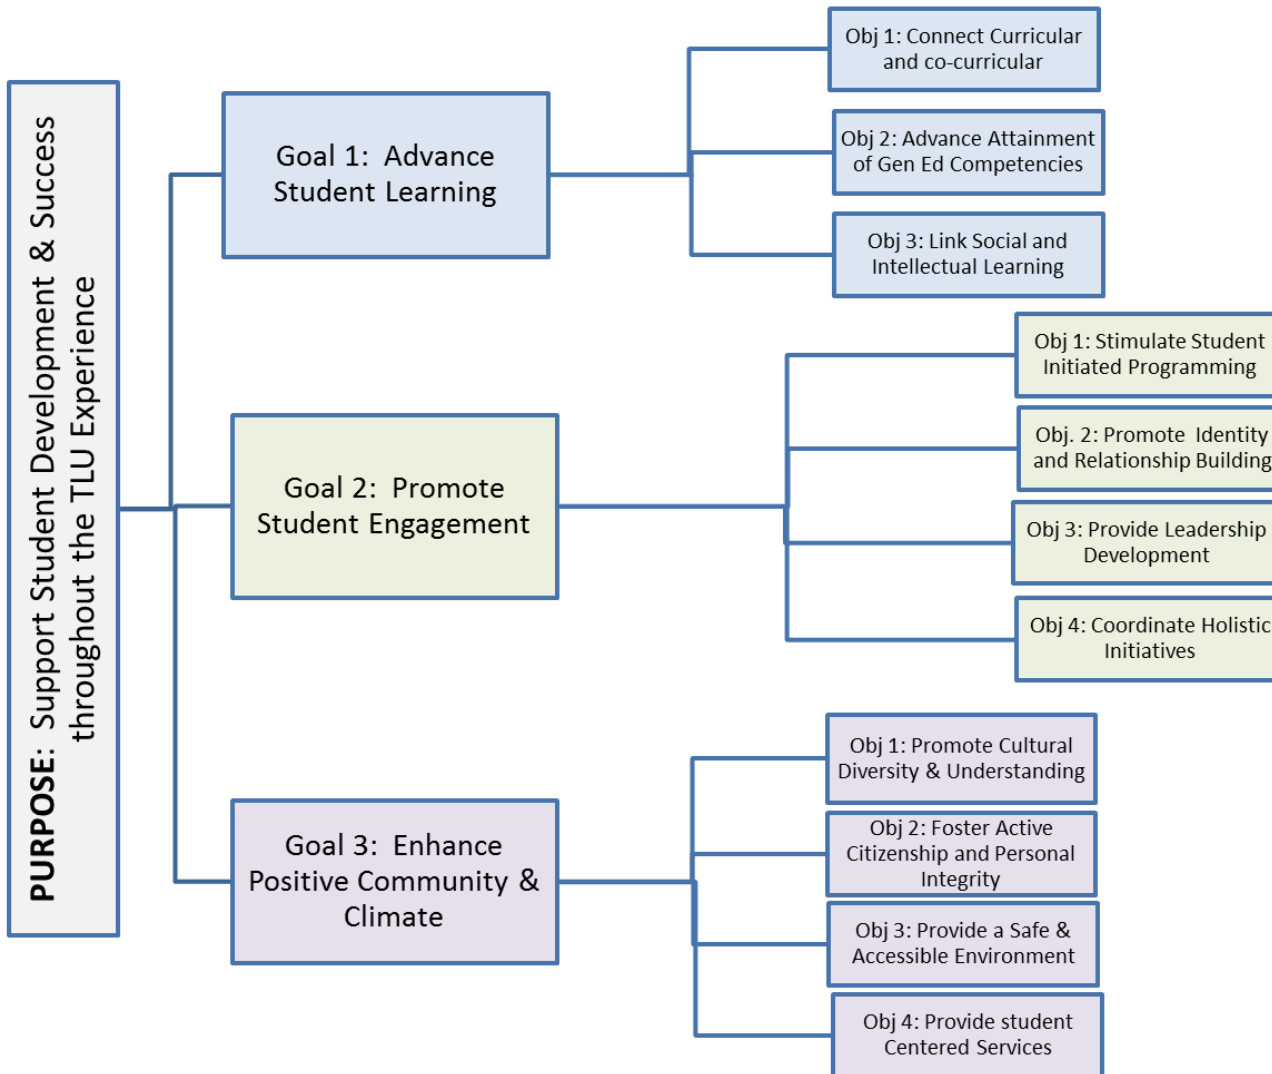 PURPOSE: Support Student Development & Success
throughout the TLU Experience
Goal 1: Advance
Student Learning
Obj 1: Connect Curricular
and co-curricular
Obj 2: Advance Attainment
of Gen Ed Competencies
Obj 3: Link Social and
Intellectual Learning
Goal 2: Promote
Student Engagement
Obj 1: Stimulate Student
Initiated Programming
Obj. 2: Promote Identity
and Relationship Building
Obj 3: Provide Leadership
Development
Obj 4: Coordinate Holistic
Initiatives
Goal 3: Enhance
Positive Community &
Climate
Obj 1: Promote Cultural
Diversity & Understanding
Obj 2: Foster Active
Citizenship and Personal
Integrity
Obj 3: Provide a Safe &
Accessible Environment
Obj 4: Provide student
Centered Services